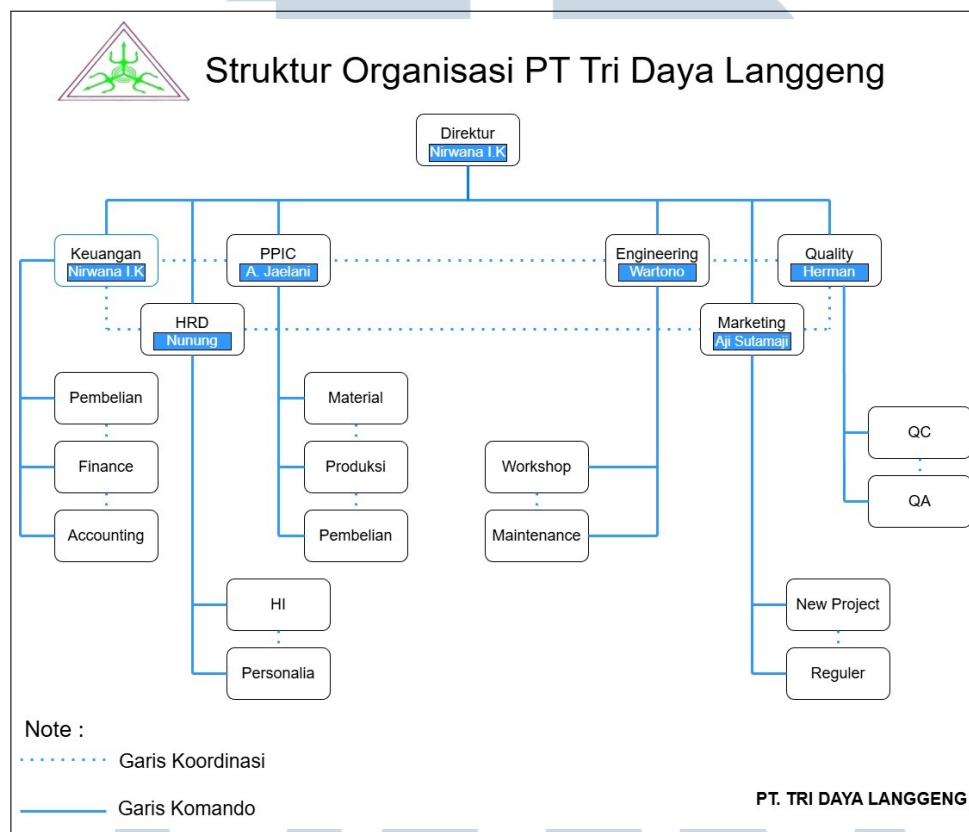 Struktur Organisasi PT Tri Daya Langgeng
Direktur
Nirwana I.K
Keuangan
Nirwana I.K
PPIC
A. Jaelani
Engineering
Wartono
Quality
Herman
HRD
Nunung
Marketing
Aji Sutamaji
Pembelian
Material
QC
Finance
Produksi
Workshop
QA
Accounting
Pembelian
Maintenance
HI
New Project
Personalia
Reguler
Note :
Garis Koordinasi
Garis Komando
PT. TRI DAYA LANGGENG